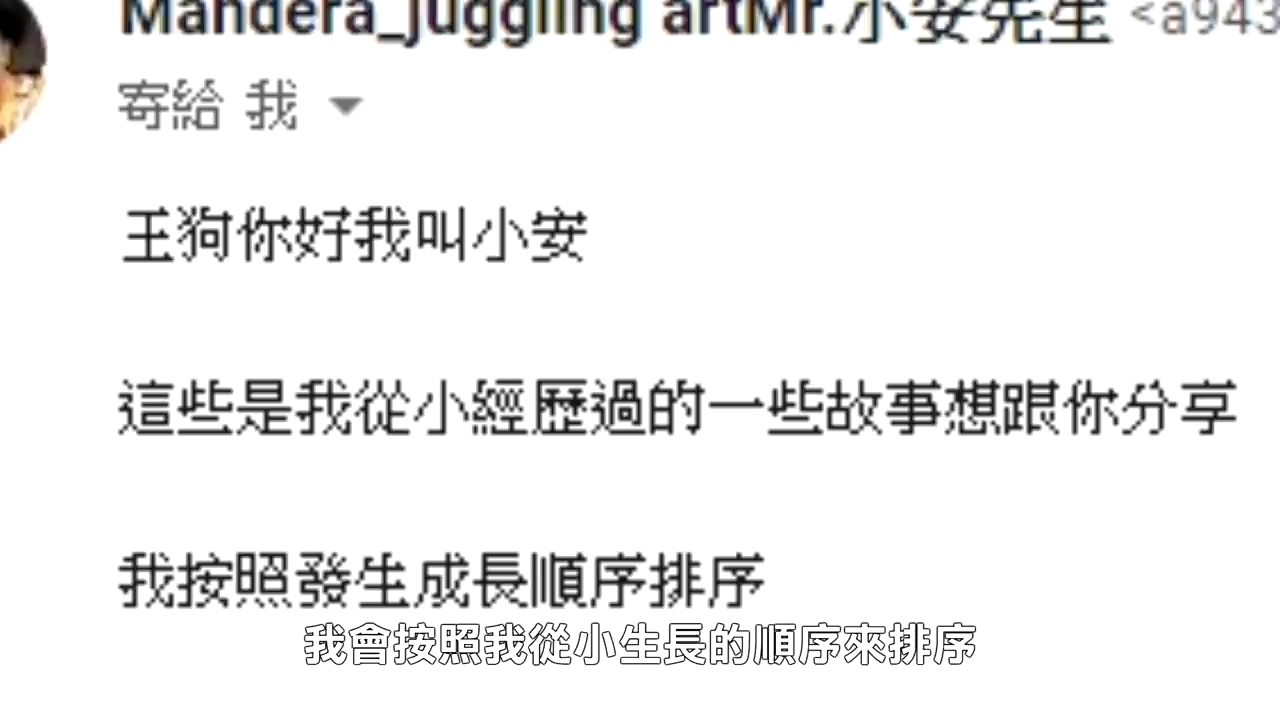 Mandera_juggling artMr.小安先生 <a943
寄給 我
王狗你好我叫小安
這些是我從小經歷過的一些故事想跟你分享
我按照發生成長順序排序
我會按照我從小生長的順序來排序